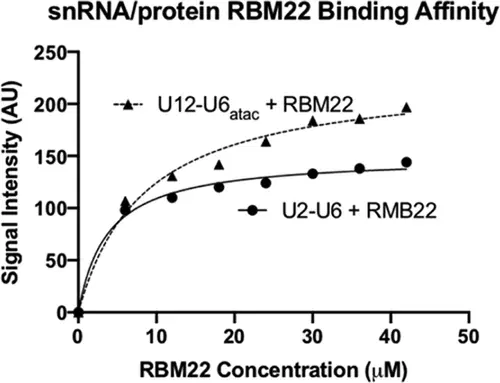 snRNA/protein RBM22 Binding Affinity
250
200
150
100
50
0
Signal Intensity (AU)
U12-U6atac + RBM22
U2-U6 + RMB22
0 10 20 30 40 50
RBM22 Concentration (μM)